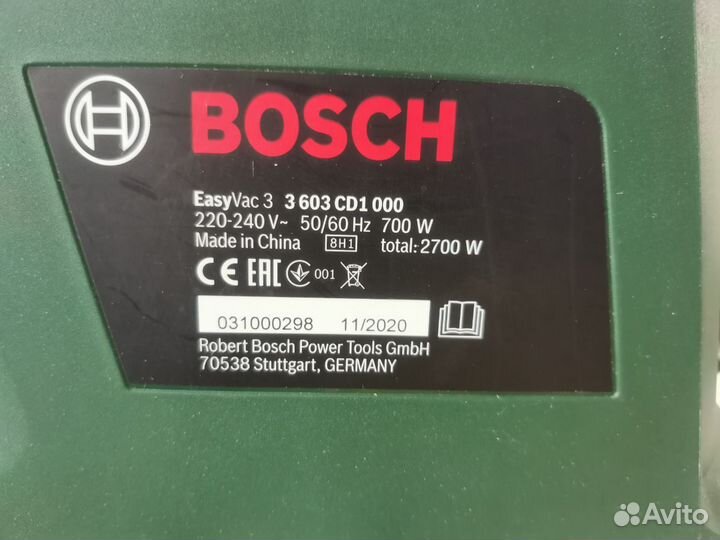 BOSCH
EasyVac 3 3 603 CD1 000
220-240 V~ 50/60 Hz 700 W
Made in China 8H1 total: 2700 W
CE EAC 001
031000298 11/2020
Robert Bosch Power Tools GmbH
70538 Stuttgart, GERMANY
Avito